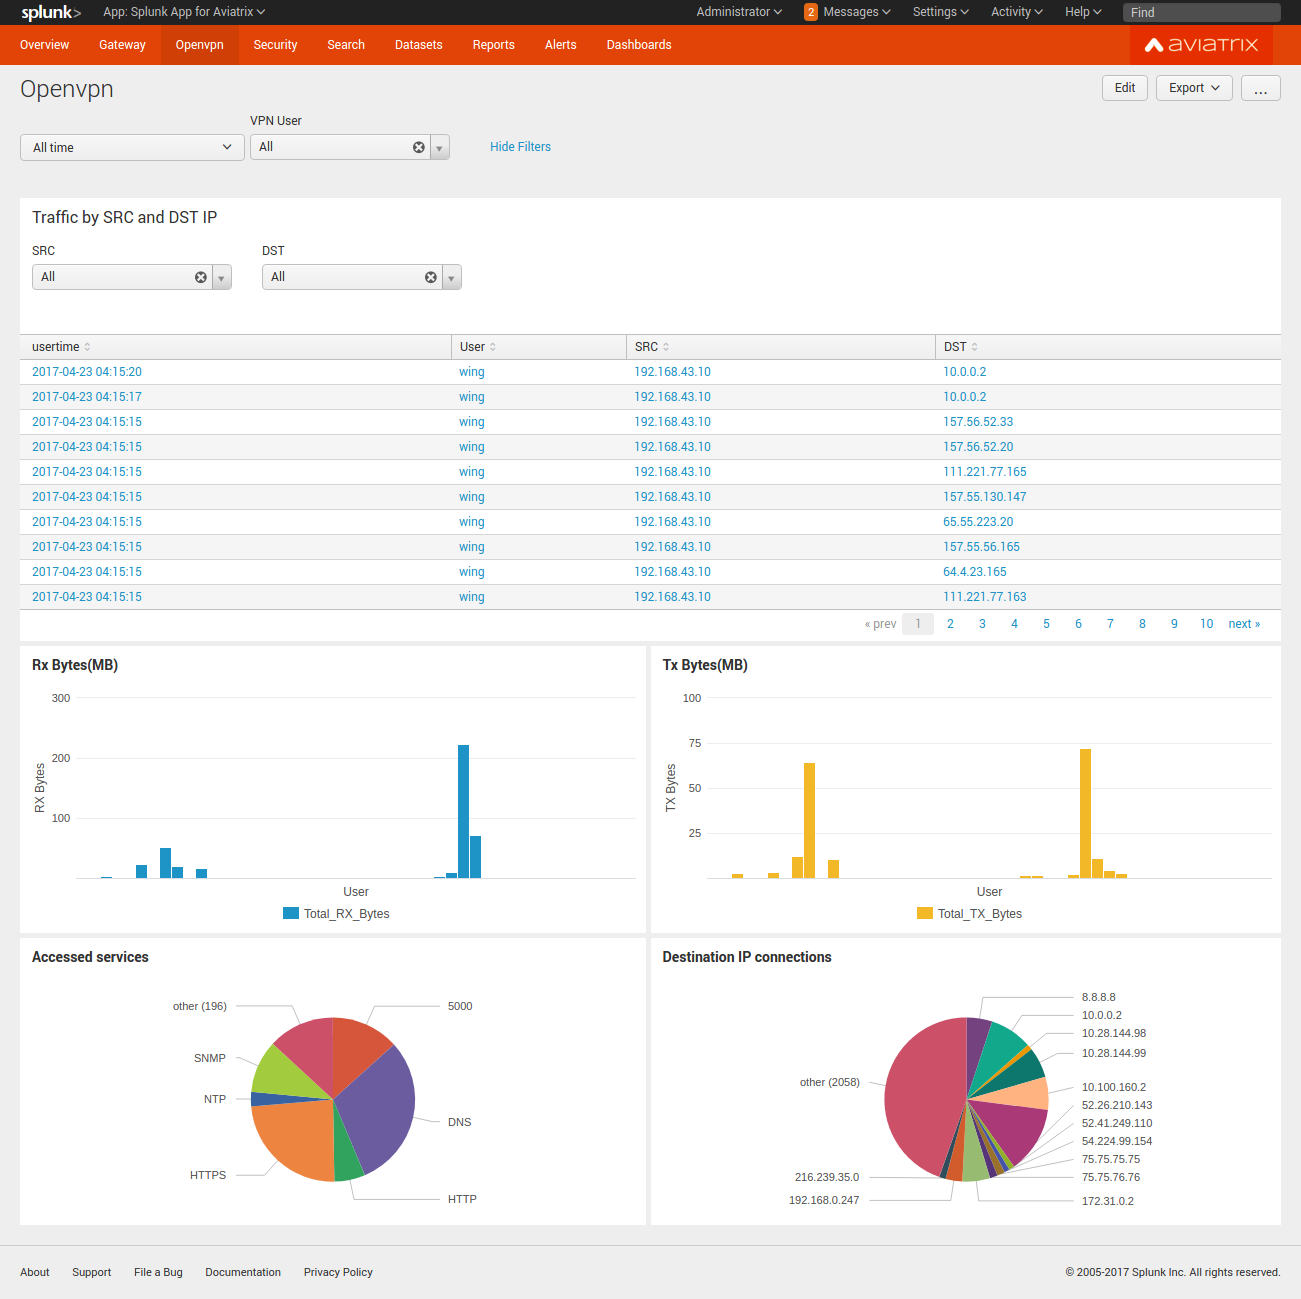 splunk> App: Splunk App for Aviatrix Administrator 2 Messages Settings Activity Help Find
Overview Gateway Openvpn Security Search Datasets Reports Alerts Dashboards aviatrix
Openvpn Edit Export ...
VPN User
All time All Hide Filters
Traffic by SRC and DST IP
SRC DST
All All
usertime User SRC DST
2017-04-23 04:15:20 wing 192.168.43.10 10.0.0.2
2017-04-23 04:15:17 wing 192.168.43.10 10.0.0.2
2017-04-23 04:15:15 wing 192.168.43.10 157.56.52.33
2017-04-23 04:15:15 wing 192.168.43.10 157.56.52.20
2017-04-23 04:15:15 wing 192.168.43.10 111.221.77.165
2017-04-23 04:15:15 wing 192.168.43.10 157.55.130.147
2017-04-23 04:15:15 wing 192.168.43.10 65.55.223.20
2017-04-23 04:15:15 wing 192.168.43.10 157.55.56.165
2017-04-23 04:15:15 wing 192.168.43.10 64.4.23.165
2017-04-23 04:15:15 wing 192.168.43.10 111.221.77.163
« prev 1 2 3 4 5 6 7 8 9 10 next »
Rx Bytes(MB)
300
200
100
RX Bytes
User
Total_RX_Bytes
Tx Bytes(MB)
100
75
50
25
TX Bytes
User
Total_TX_Bytes
Accessed services
other (196)
5000
SNMP
NTP
DNS
HTTPS
HTTP
Destination IP connections
8.8.8.8
10.0.0.2
10.28.144.98
10.28.144.99
other (2058)
10.100.160.2
52.26.210.143
52.41.249.110
54.224.99.154
75.75.75.75
216.239.35.0
75.75.76.76
192.168.0.247
172.31.0.2
About Support File a Bug Documentation Privacy Policy © 2005-2017 Splunk Inc. All rights reserved.